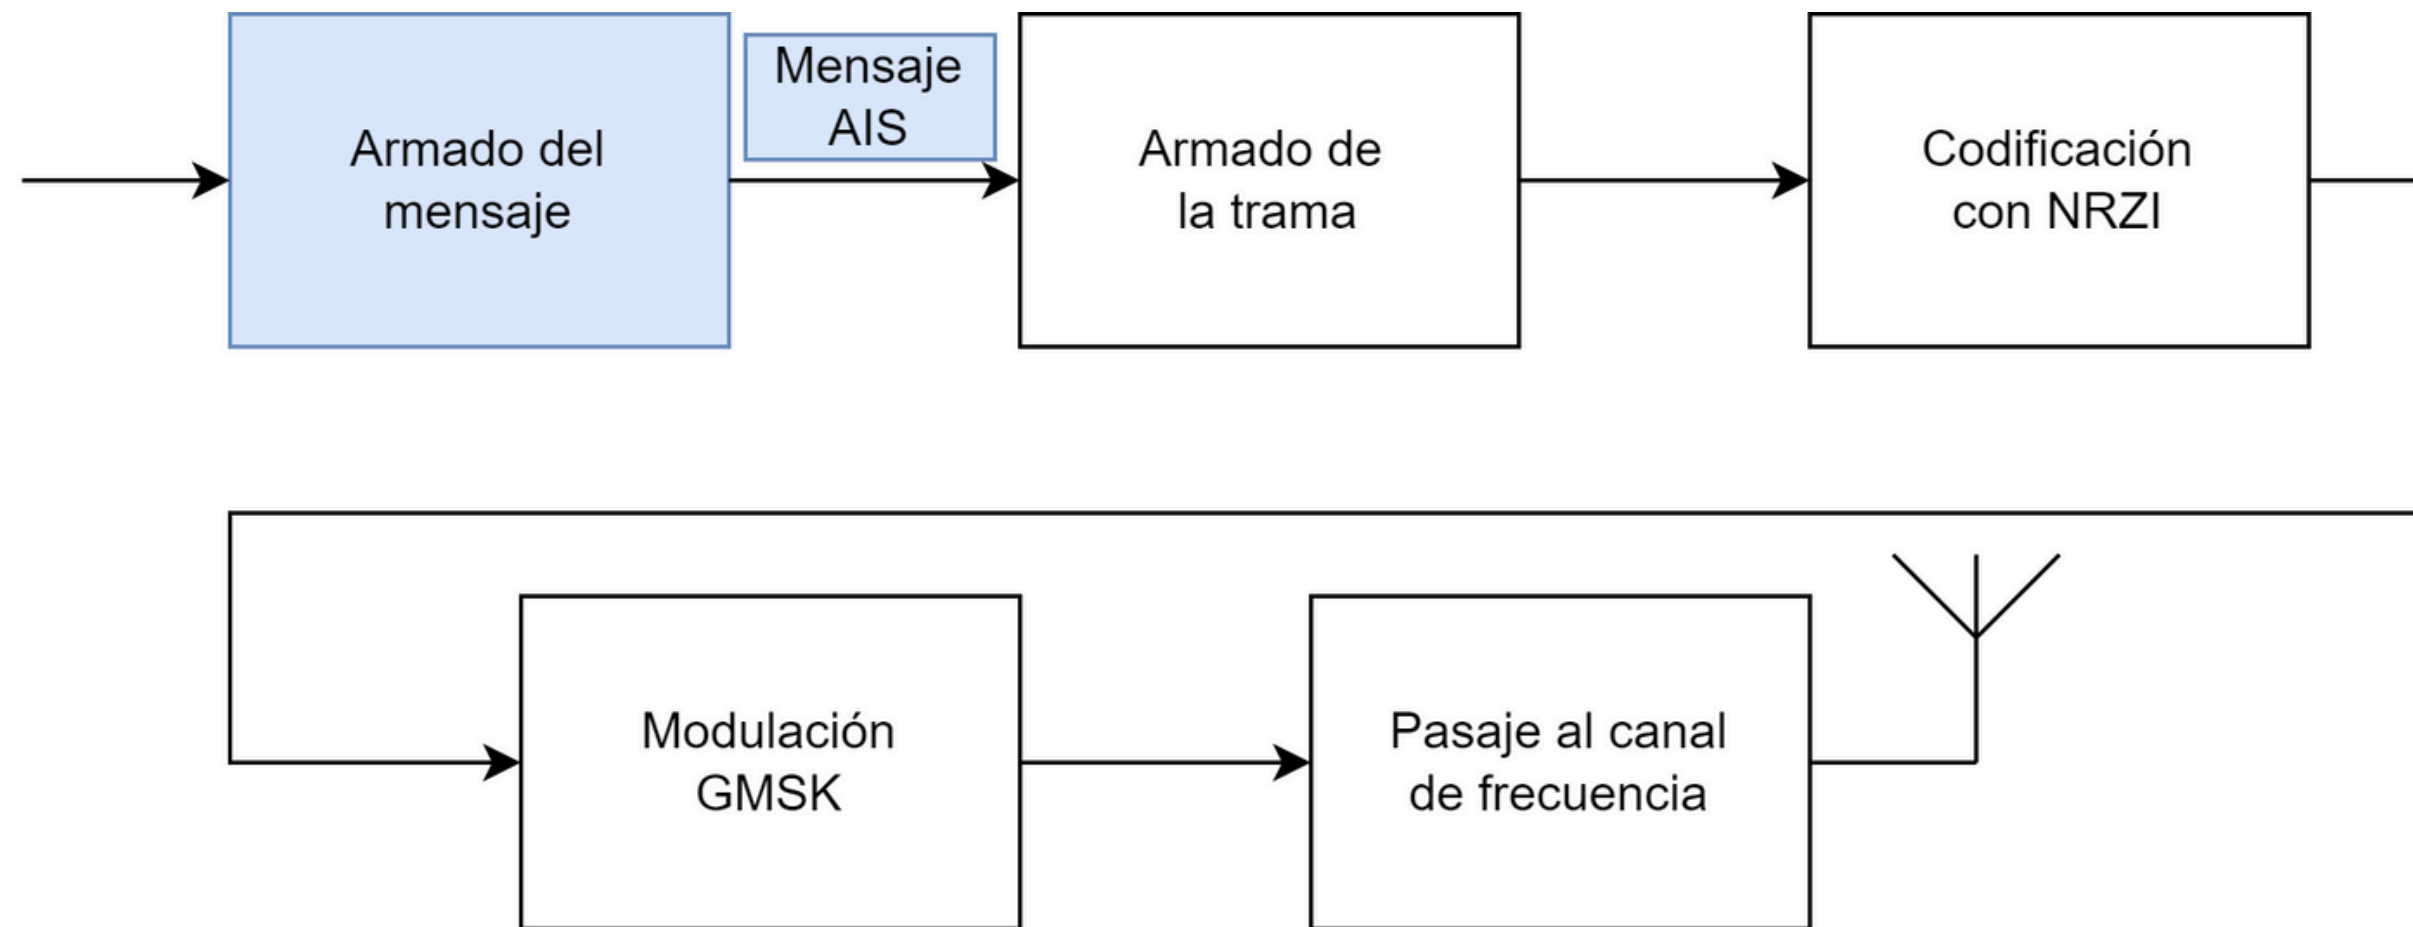 Armado del
mensaje
Mensaje
AIS
Armado de
la trama
Codificación
con NRZI
Modulación
GMSK
Pasaje al canal
de frecuencia